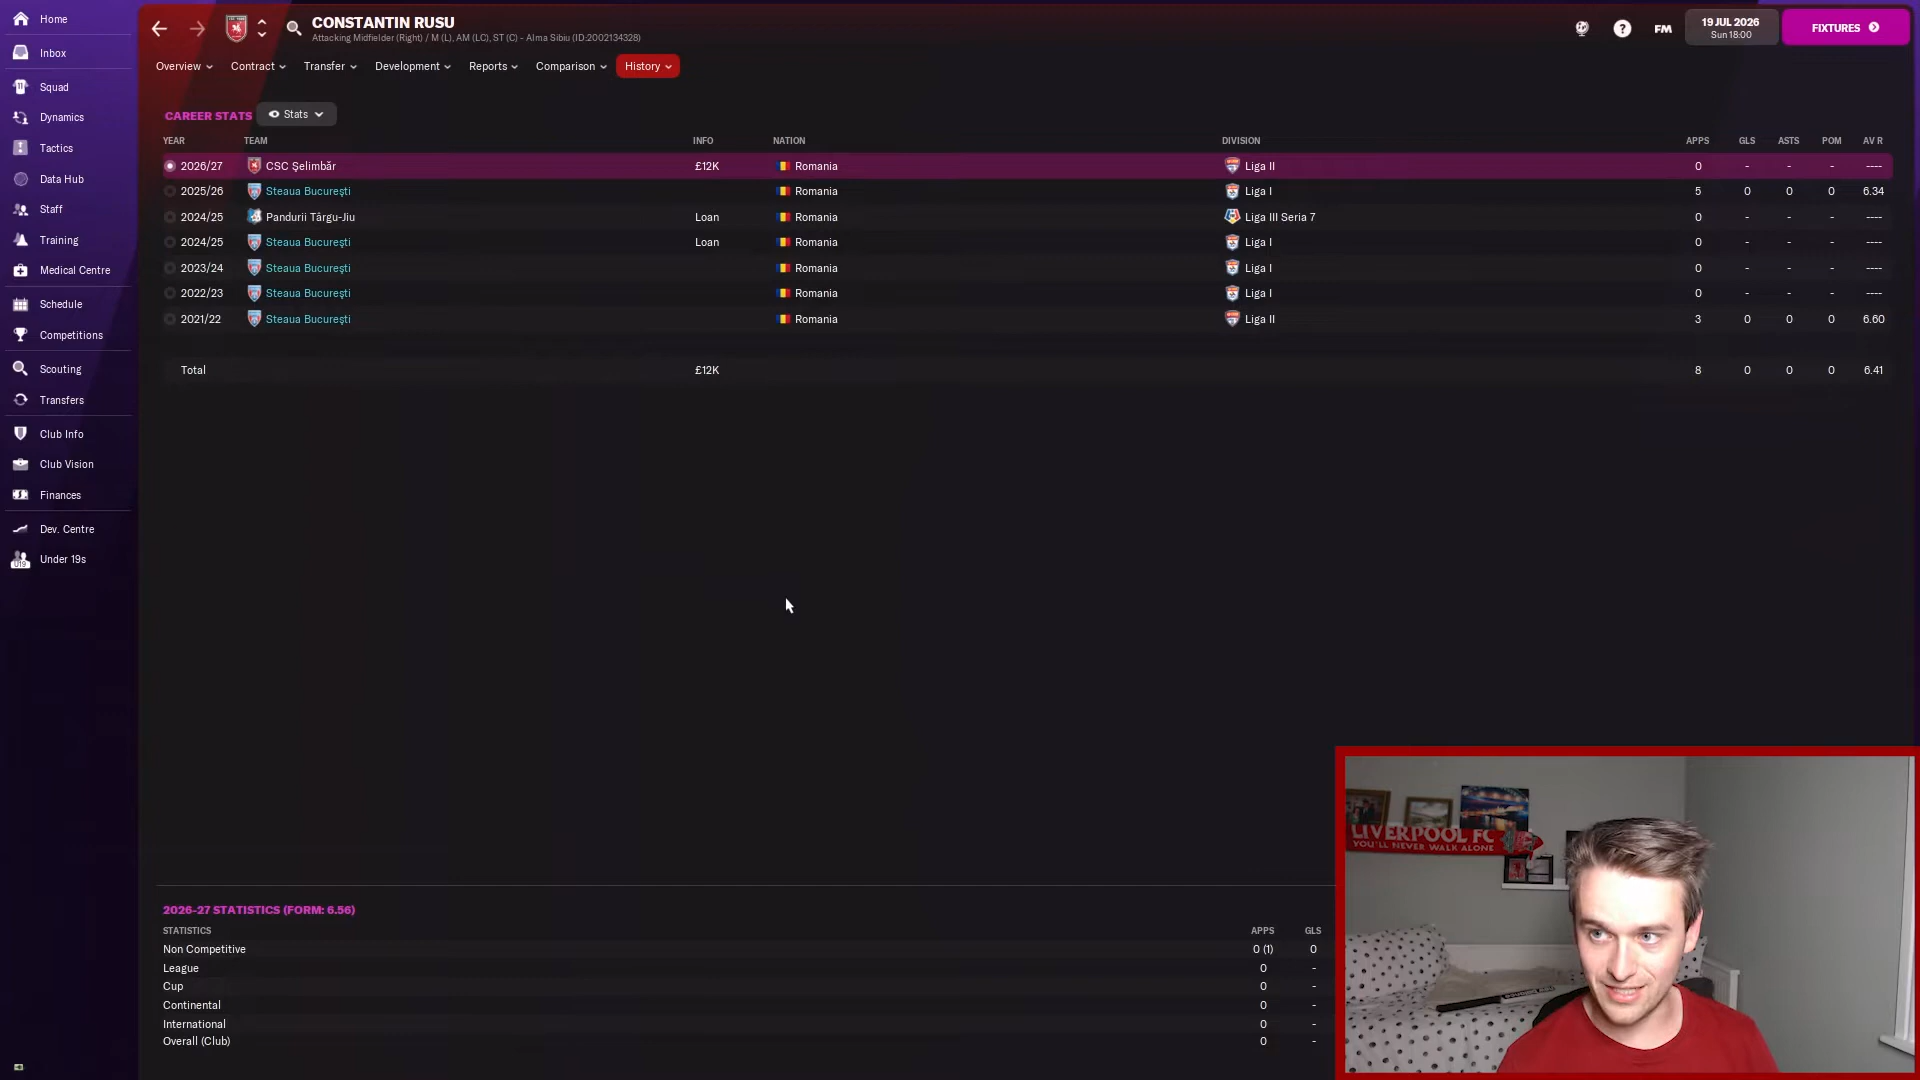 Home
Inbox
Squad
Dynamics
Tactics
Data Hub
Staff
Training
Medical Centre
Schedule
Competitions
Scouting
Transfers
Club Info
Club Vision
Finances
Dev. Centre
Under 19s
CONSTANTIN RUSU
Attacking Midfielder (Right) / M (L), AM (LC), ST (C) - Alma Sibiu (ID:2002134328)
FM
19 JUL 2026
Sun 18:00
FIXTURES
Overview Contract Transfer Development Reports Comparison History
CAREER STATS Stats
YEAR TEAM INFO NATION DIVISION APPS GLS ASTS POM AV R
2026/27 CSC Şelimbăr £12K Romania Liga II 0 - - - ----
2025/26 Steaua Bucureşti Romania Liga I 5 0 0 0 6.34
2024/25 Pandurii Târgu-Jiu Loan Romania Liga III Seria 7 0 - - - ----
2024/25 Steaua Bucureşti Loan Romania Liga I 0 - - - ----
2023/24 Steaua Bucureşti Romania Liga I 0 - - - ----
2022/23 Steaua Bucureşti Romania Liga I 0 - - - ----
2021/22 Steaua Bucureşti Romania Liga II 3 0 0 0 6.60
Total £12K 8 0 0 0 6.41
2026-27 STATISTICS (FORM: 6.56)
STATISTICS APPS GLS
Non Competitive 0 (1) 0
League 0 -
Cup 0 -
Continental 0 -
International 0 -
Overall (Club) 0 -
LIVERPOOL FC
YOU'LL NEVER WALK ALONE